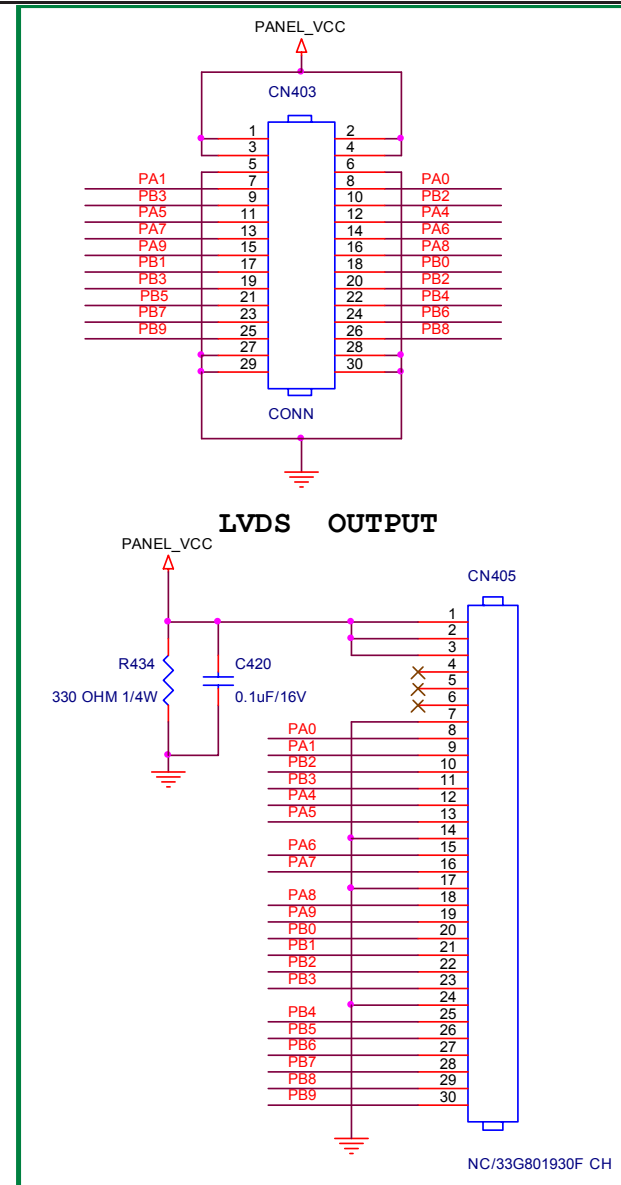 PANEL_VCC
CN403
1 2
3 4
5 6
PA1 7 8 PA0
PB3 9 10 PB2
PA5 11 12 PA4
PA7 13 14 PA6
PA9 15 16 PA8
PB1 17 18 PB0
PB3 19 20 PB2
PB5 21 22 PB4
PB7 23 24 PB6
PB9 25 26 PB8
27 28
29 30
CONN
LVDS OUTPUT
PANEL_VCC
CN405
R434
330 OHM 1/4W
C420
0.1uF/16V
1
2
3
4
5
6
7
PA0 8
PA1 9
PB2 10
PB3 11
PA4 12
PA5 13
14
PA6 15
PA7 16
17
PA8 18
PA9 19
PB0 20
PB1 21
PB2 22
PB3 23
24
PB4 25
PB5 26
PB6 27
PB7 28
PB8 29
PB9 30
NC/33G801930F CH